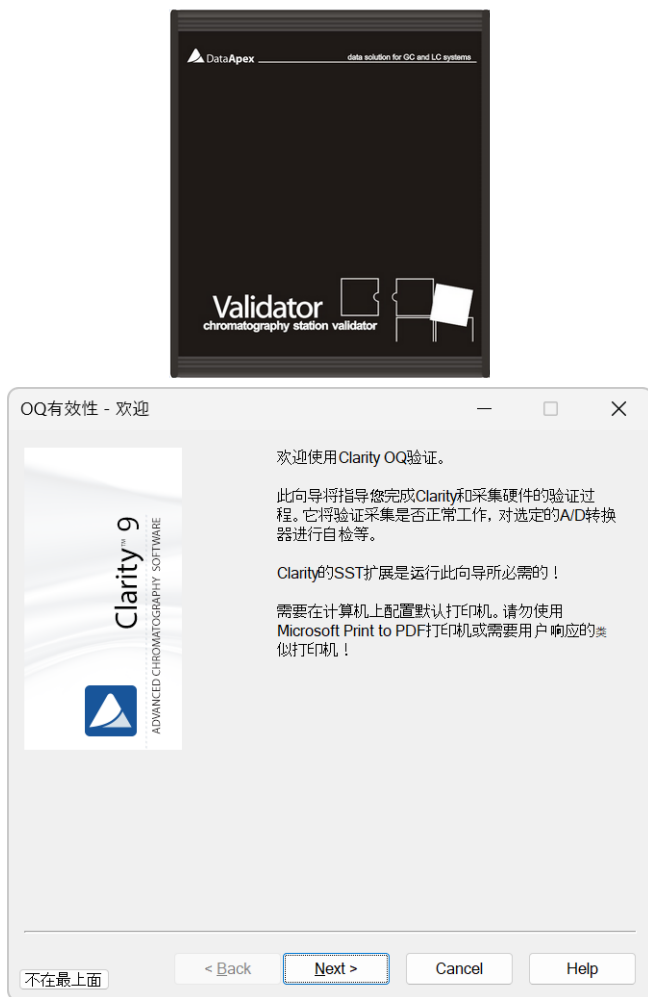 DataApex
data solution for GC and LC systems
Validator
chromatography station validator
OQ有效性 - 欢迎
Clarity™ 9
ADVANCED CHROMATOGRAPHY SOFTWARE
欢迎使用Clarity OQ验证。
此向导将指导您完成Clarity和采集硬件的验证过
程。它将验证采集是否正常工作, 对选定的A/D转换
器进行自检等。
Clarity的SST扩展是运行此向导所必需的！
需要在计算机上配置默认打印机。请勿使用
Microsoft Print to PDF打印机或需要用户响应的类
似打印机！
不在最上面
< Back
Next >
Cancel
Help